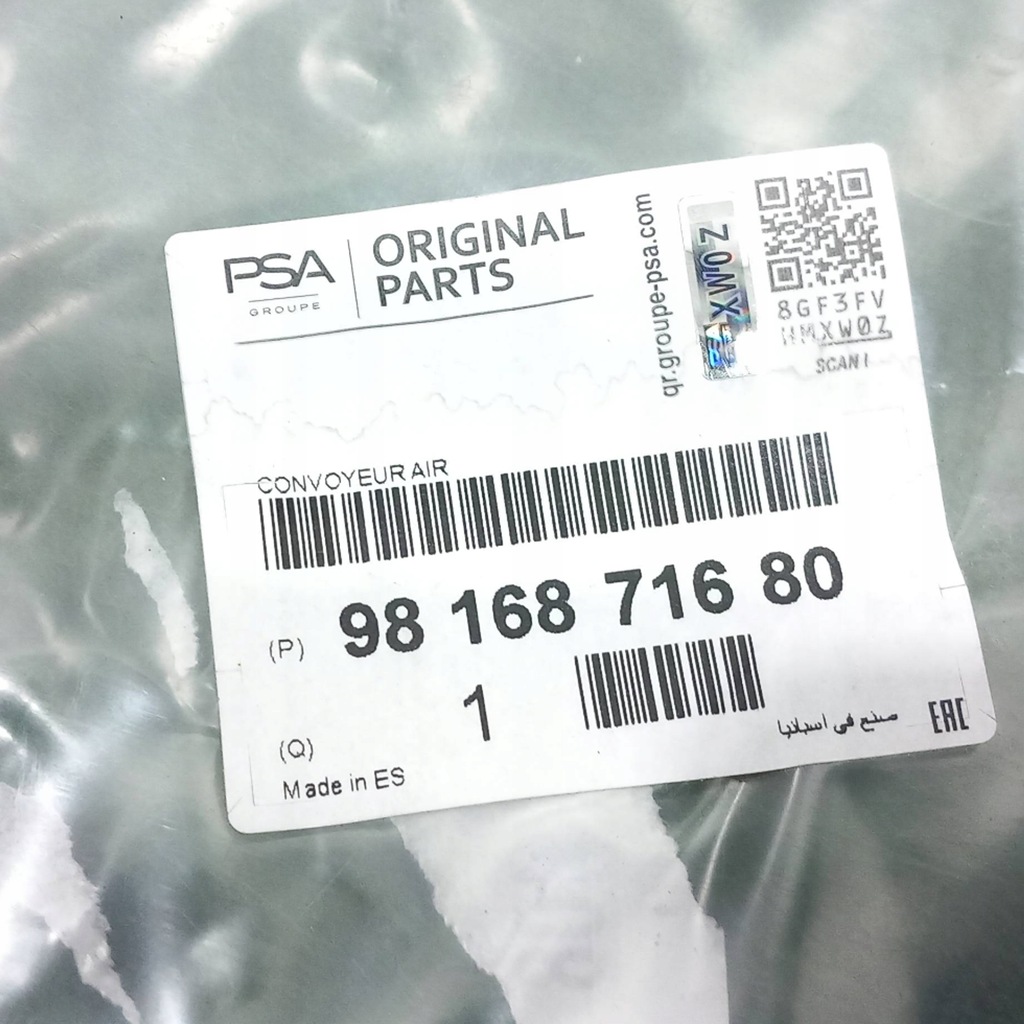 PSA
GROUPE
ORIGINAL
PARTS
qr.groupe-psa.com
XW0Z
8GF3FV
HMXW0Z
SCAN !
CONVOYEUR AIR
(P) 98 168 716 80
(Q) 1
Made in ES
صنع في اسبانيا
EAC